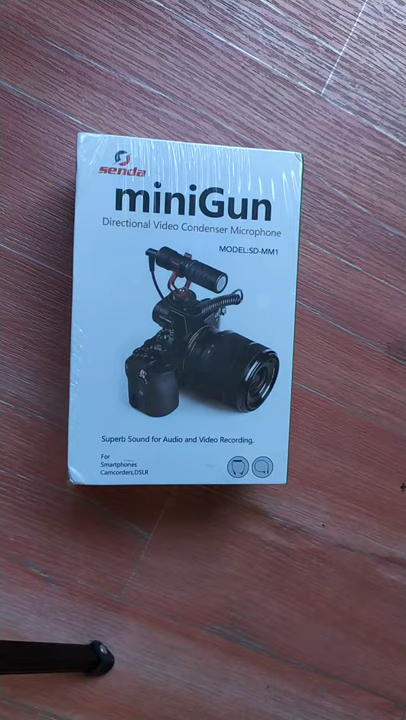 senda
miniGun
Directional Video Condenser Microphone
MODEL:SD-MM1
Superb Sound for Audio and Video Recording.
For
Smartphones
Camcorders,DSLR